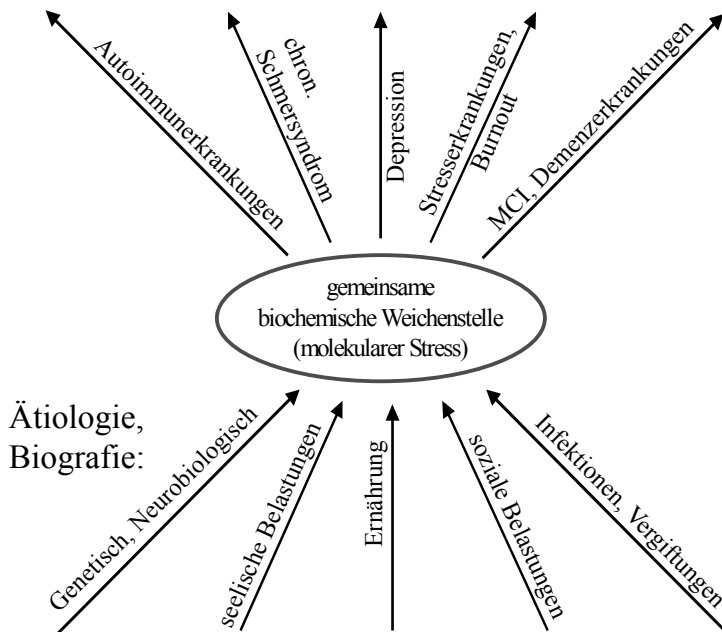 Autoimmunerkrankungen
chron.
Schmersyndrom
Depression
Stresserkrankungen,
Burnout
MCI, Demenzerkrankungen
gemeinsame
biochemische Weichenstelle
(molekularer Stress)
Ätiologie,
Biografie:
Genetisch, Neurobiologisch
seelische Belastungen
Ernährung
soziale Belastungen
Infektionen, Vergiftungen